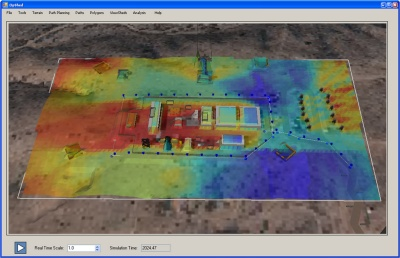 OptRad
File Tools Terrain Path Planning Paths Polygons View/Mode Analysis Help
Real Time Scale: 1.0 Simulation Time: 2024.47